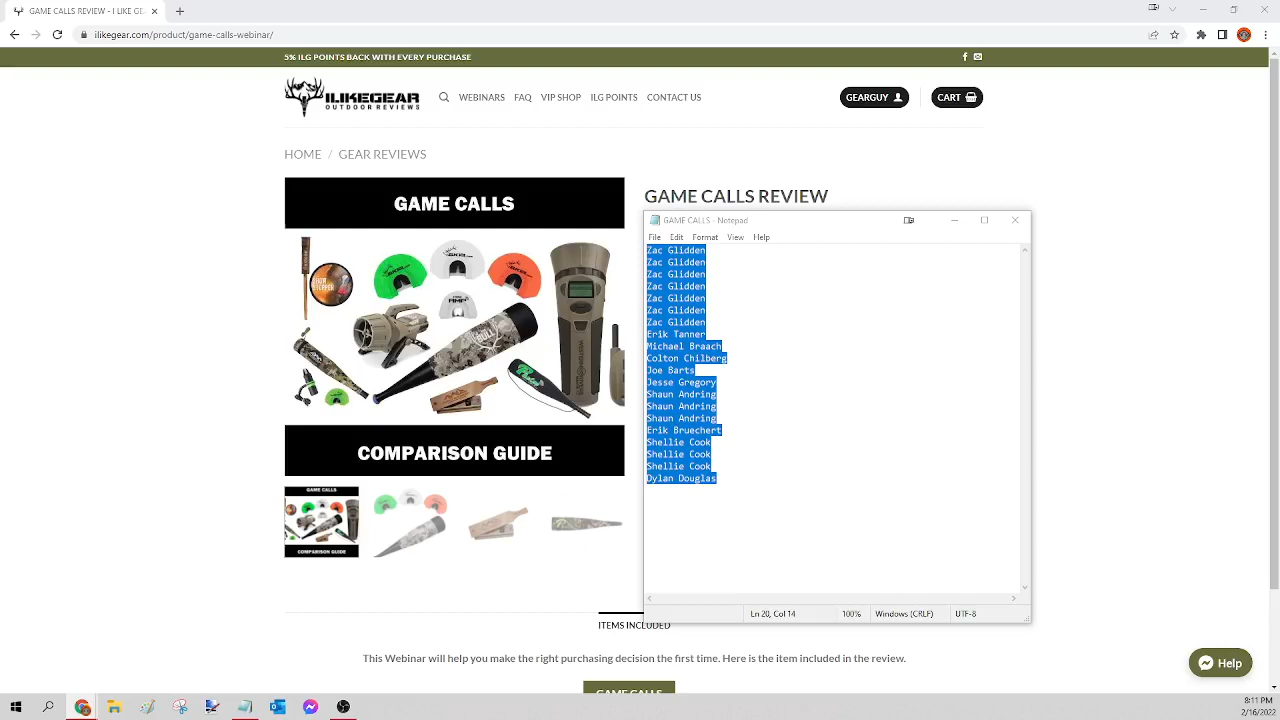 GAME CALLS REVIEW - I LIKE GE
ilikegear.com/product/game-calls-webinar/
5% ILG POINTS BACK WITH EVERY PURCHASE
ILIKEGEAR
OUTDOOR REVIEWS
WEBINARS FAQ VIP SHOP ILG POINTS CONTACT US
GEARGUY
CART
HOME / GEAR REVIEWS
GAME CALLS
GAME CALLS REVIEW
GAME CALLS - Notepad
File Edit Format View Help
Zac Glidden
Zac Glidden
Zac Glidden
Zac Glidden
Zac Glidden
Zac Glidden
Zac Glidden
Erik Tanner
Michael Braach
Colton Chilberg
Joe Barts
Jesse Gregory
Shaun Andring
Shaun Andring
Shaun Andring
Erik Bruechert
Shellie Cook
Shellie Cook
Shellie Cook
Dylan Douglas
COMPARISON GUIDE
GAME CALLS
COMPARISON GUIDE
Ln 20, Col 14 100% Windows (CRLF) UTF-8
ITEMS INCLUDED
This Webinar will help you make the right purchasing decision the first time. Here is the item included in the review.
GAME CALLS
Help
8:11 PM
2/16/2022